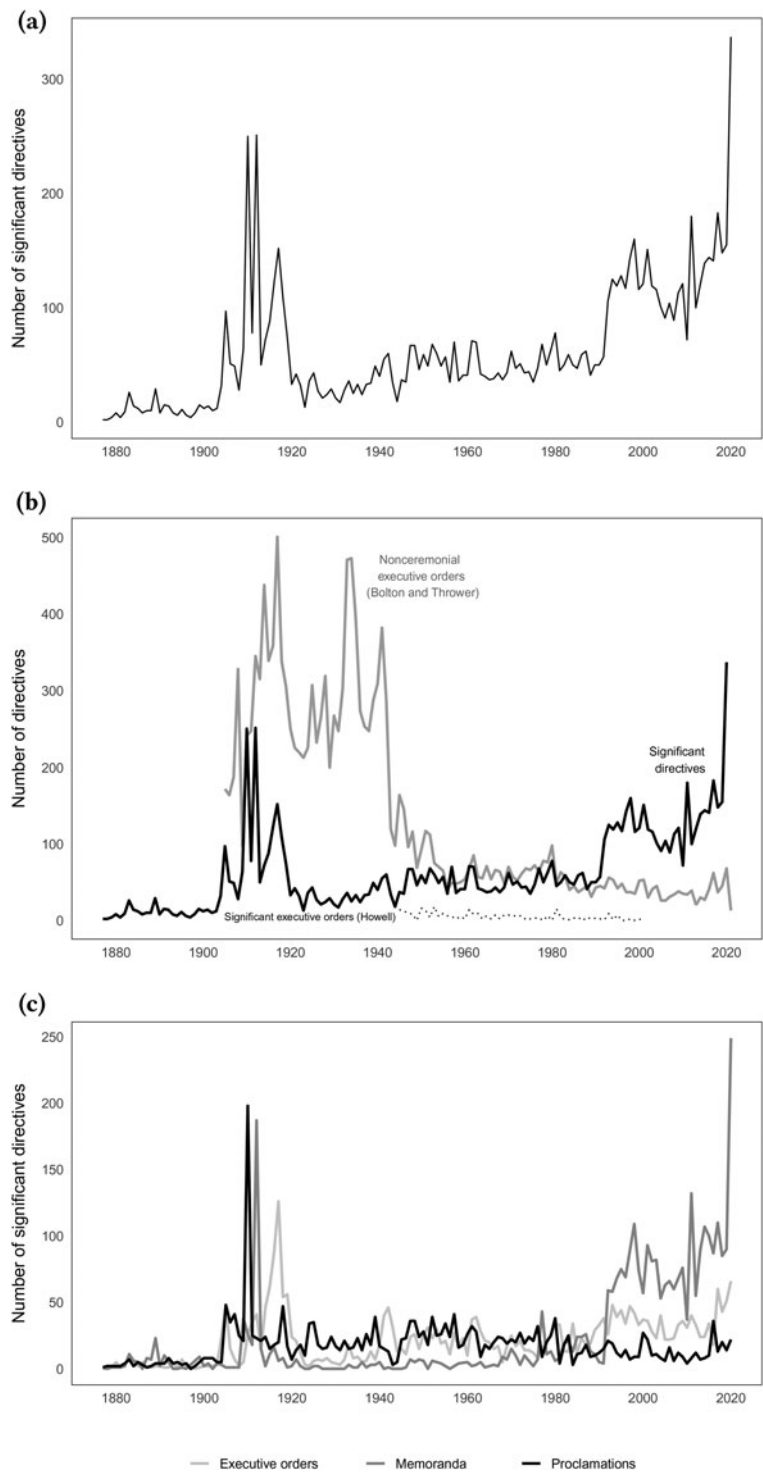 (a)
Number of significant directives
300
200
100
0
1880 1900 1920 1940 1960 1980 2000 2020
(b)
Number of directives
500
400
300
200
100
0
Nonceremonial
executive orders
(Bolton and Thrower)
Significant
directives
Significant executive orders (Howell)
1880 1900 1920 1940 1960 1980 2000 2020
(c)
Number of significant directives
250
200
150
100
50
0
1880 1900 1920 1940 1960 1980 2000 2020
Executive orders Memoranda Proclamations